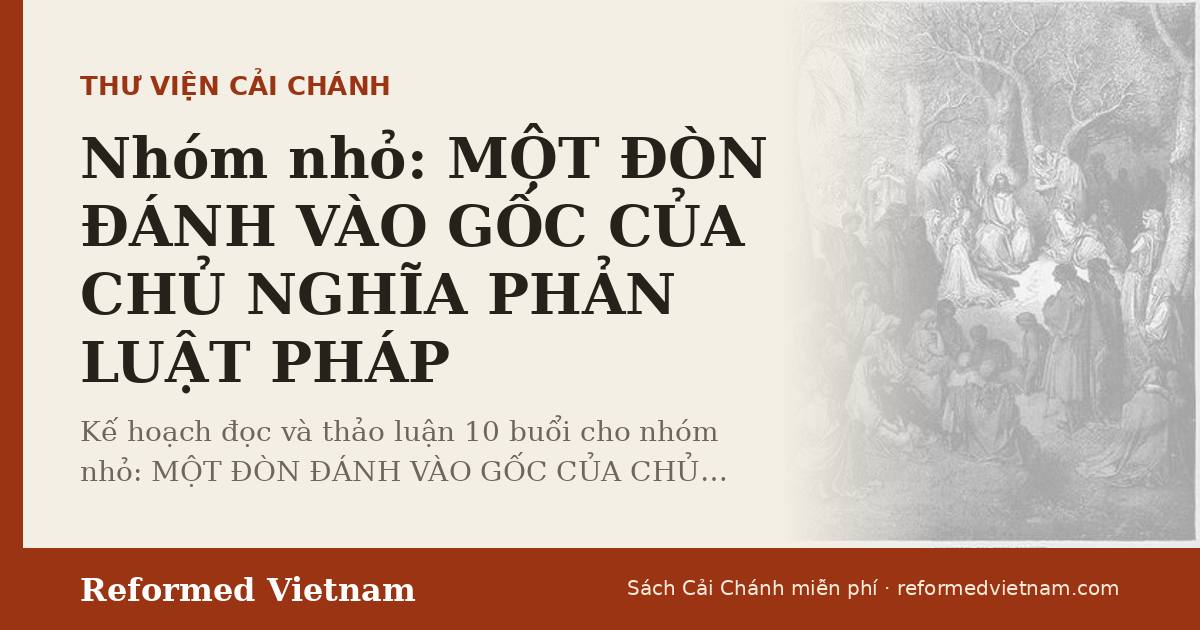 THƯ VIỆN CẢI CHÁNH
Nhóm nhỏ: MỘT ĐÒN
ĐÁNH VÀO GỐC CỦA
CHỦ NGHĨA PHẢN
LUẬT PHÁP
Kế hoạch đọc và thảo luận 10 buổi cho nhóm
nhỏ: MỘT ĐÒN ĐÁNH VÀO GỐC CỦA CHỦ...
Reformed Vietnam
Sách Cải Chánh miễn phí · reformedvietnam.com